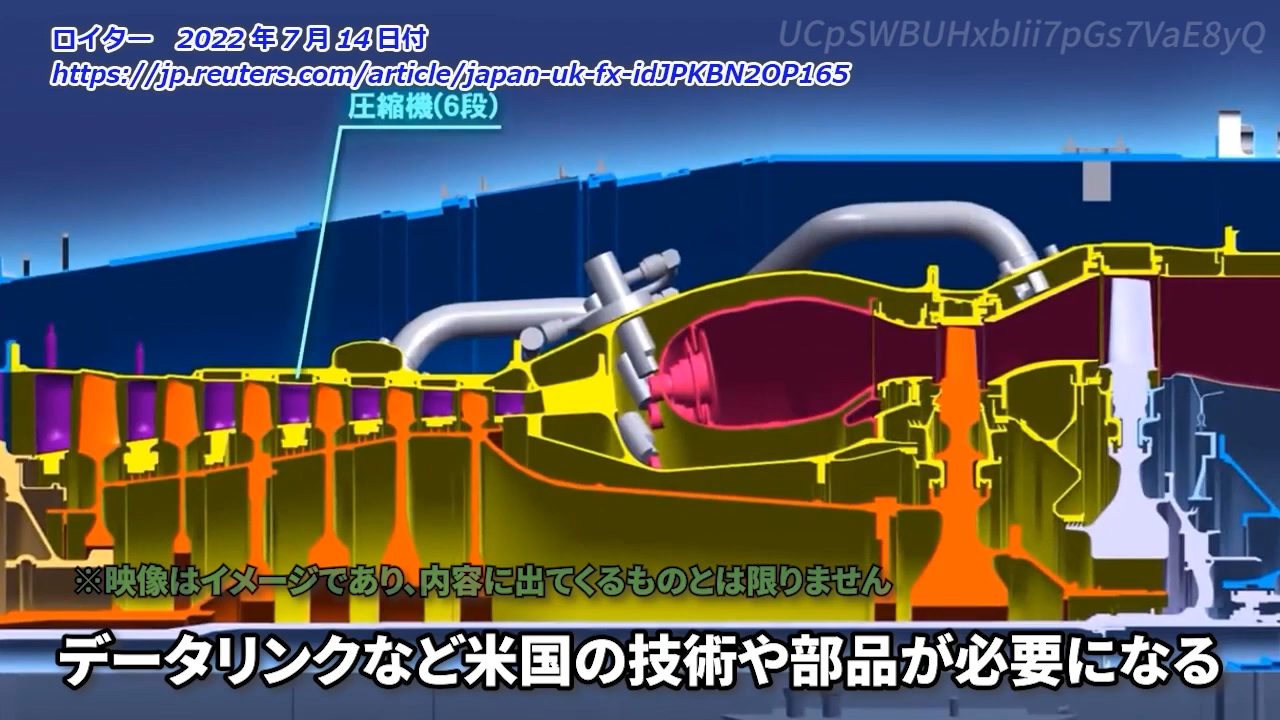 ロイター　2022年7月14日付
UCpSWBUHxbIii7pGs7VaE8yQ
https://jp.reuters.com/article/japan-uk-fx-idJPKBN2OP165
圧縮機(6段)
※映像はイメージであり、内容に出てくるものとは限りません
データリンクなど米国の技術や部品が必要になる